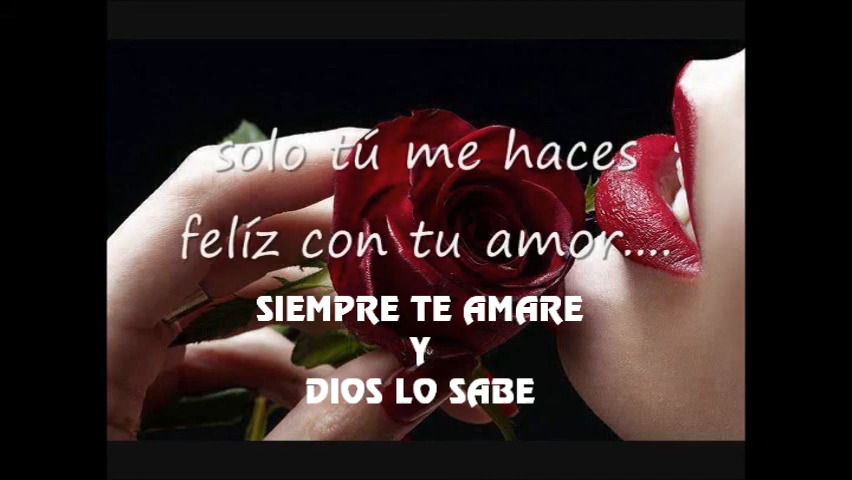 solo tú me haces
felíz con tu amor....
SIEMPRE TE AMARE
Y
DIOS LO SABE